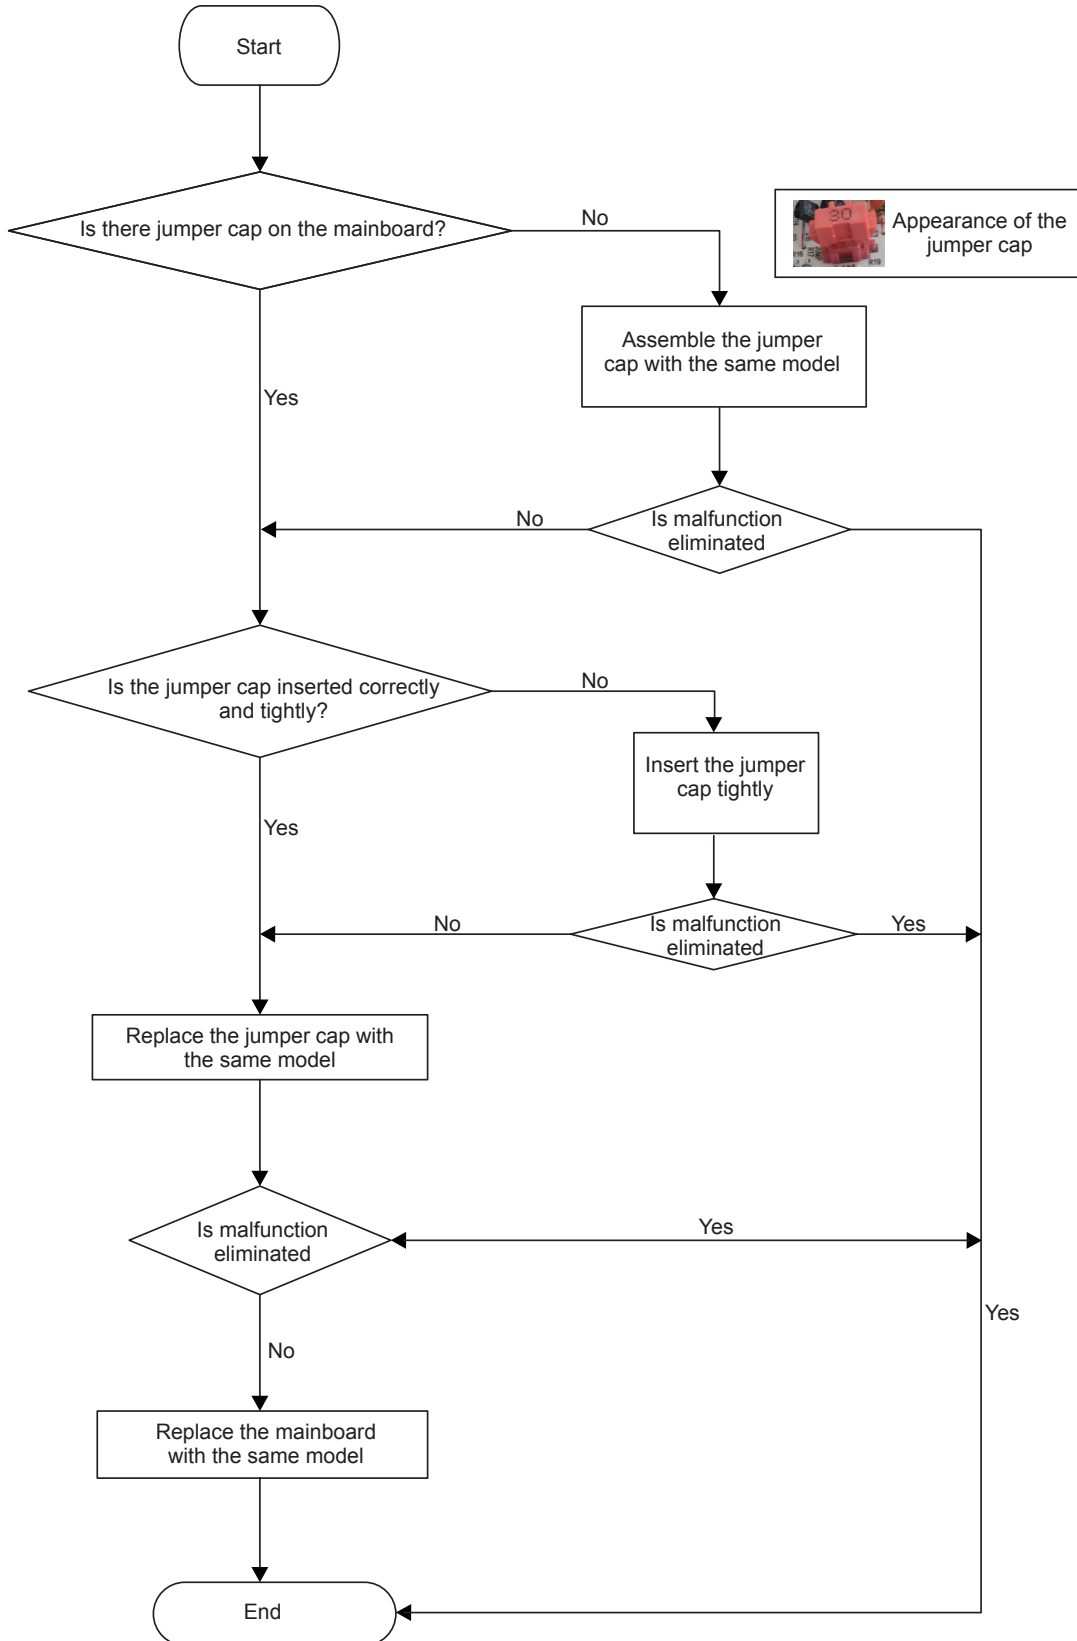 Start
Is there jumper cap on the mainboard?
No
30
R16
R19
Appearance of the
jumper cap
Assemble the jumper
cap with the same model
Yes
No
Is malfunction
eliminated
Is the jumper cap inserted correctly
and tightly?
No
Insert the jumper
cap tightly
Yes
No
Is malfunction
eliminated
Yes
Replace the jumper cap with
the same model
Is malfunction
eliminated
Yes
Yes
No
Replace the mainboard
with the same model
End